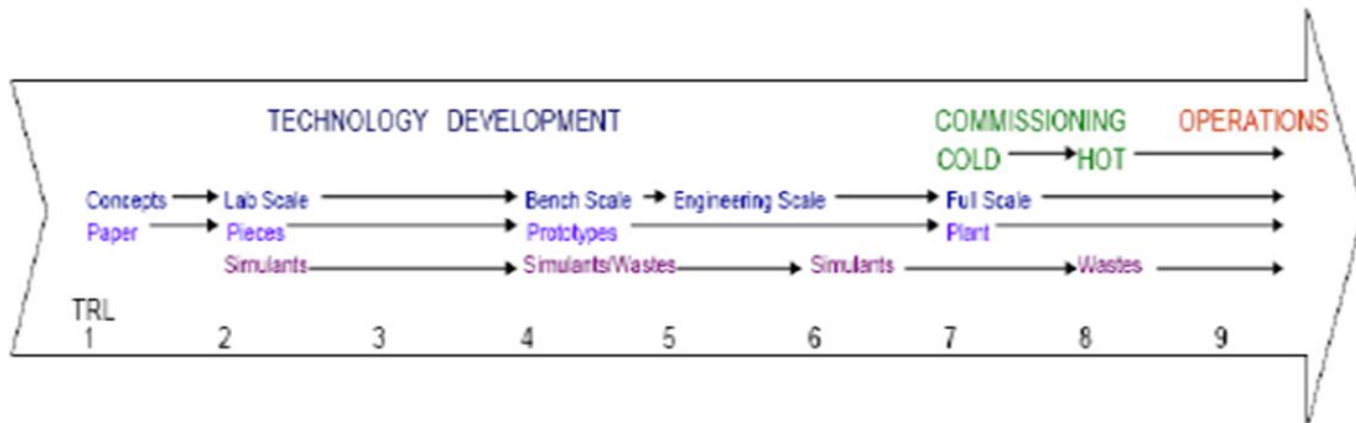 TECHNOLOGY DEVELOPMENT COMMISSIONING OPERATIONS
COLD HOT
Concepts Lab Scale Bench Scale Engineering Scale Full Scale
Paper Pieces Prototypes Plant
Simulants Simulants/Wastes Simulants Wastes
TRL
1 2 3 4 5 6 7 8 9